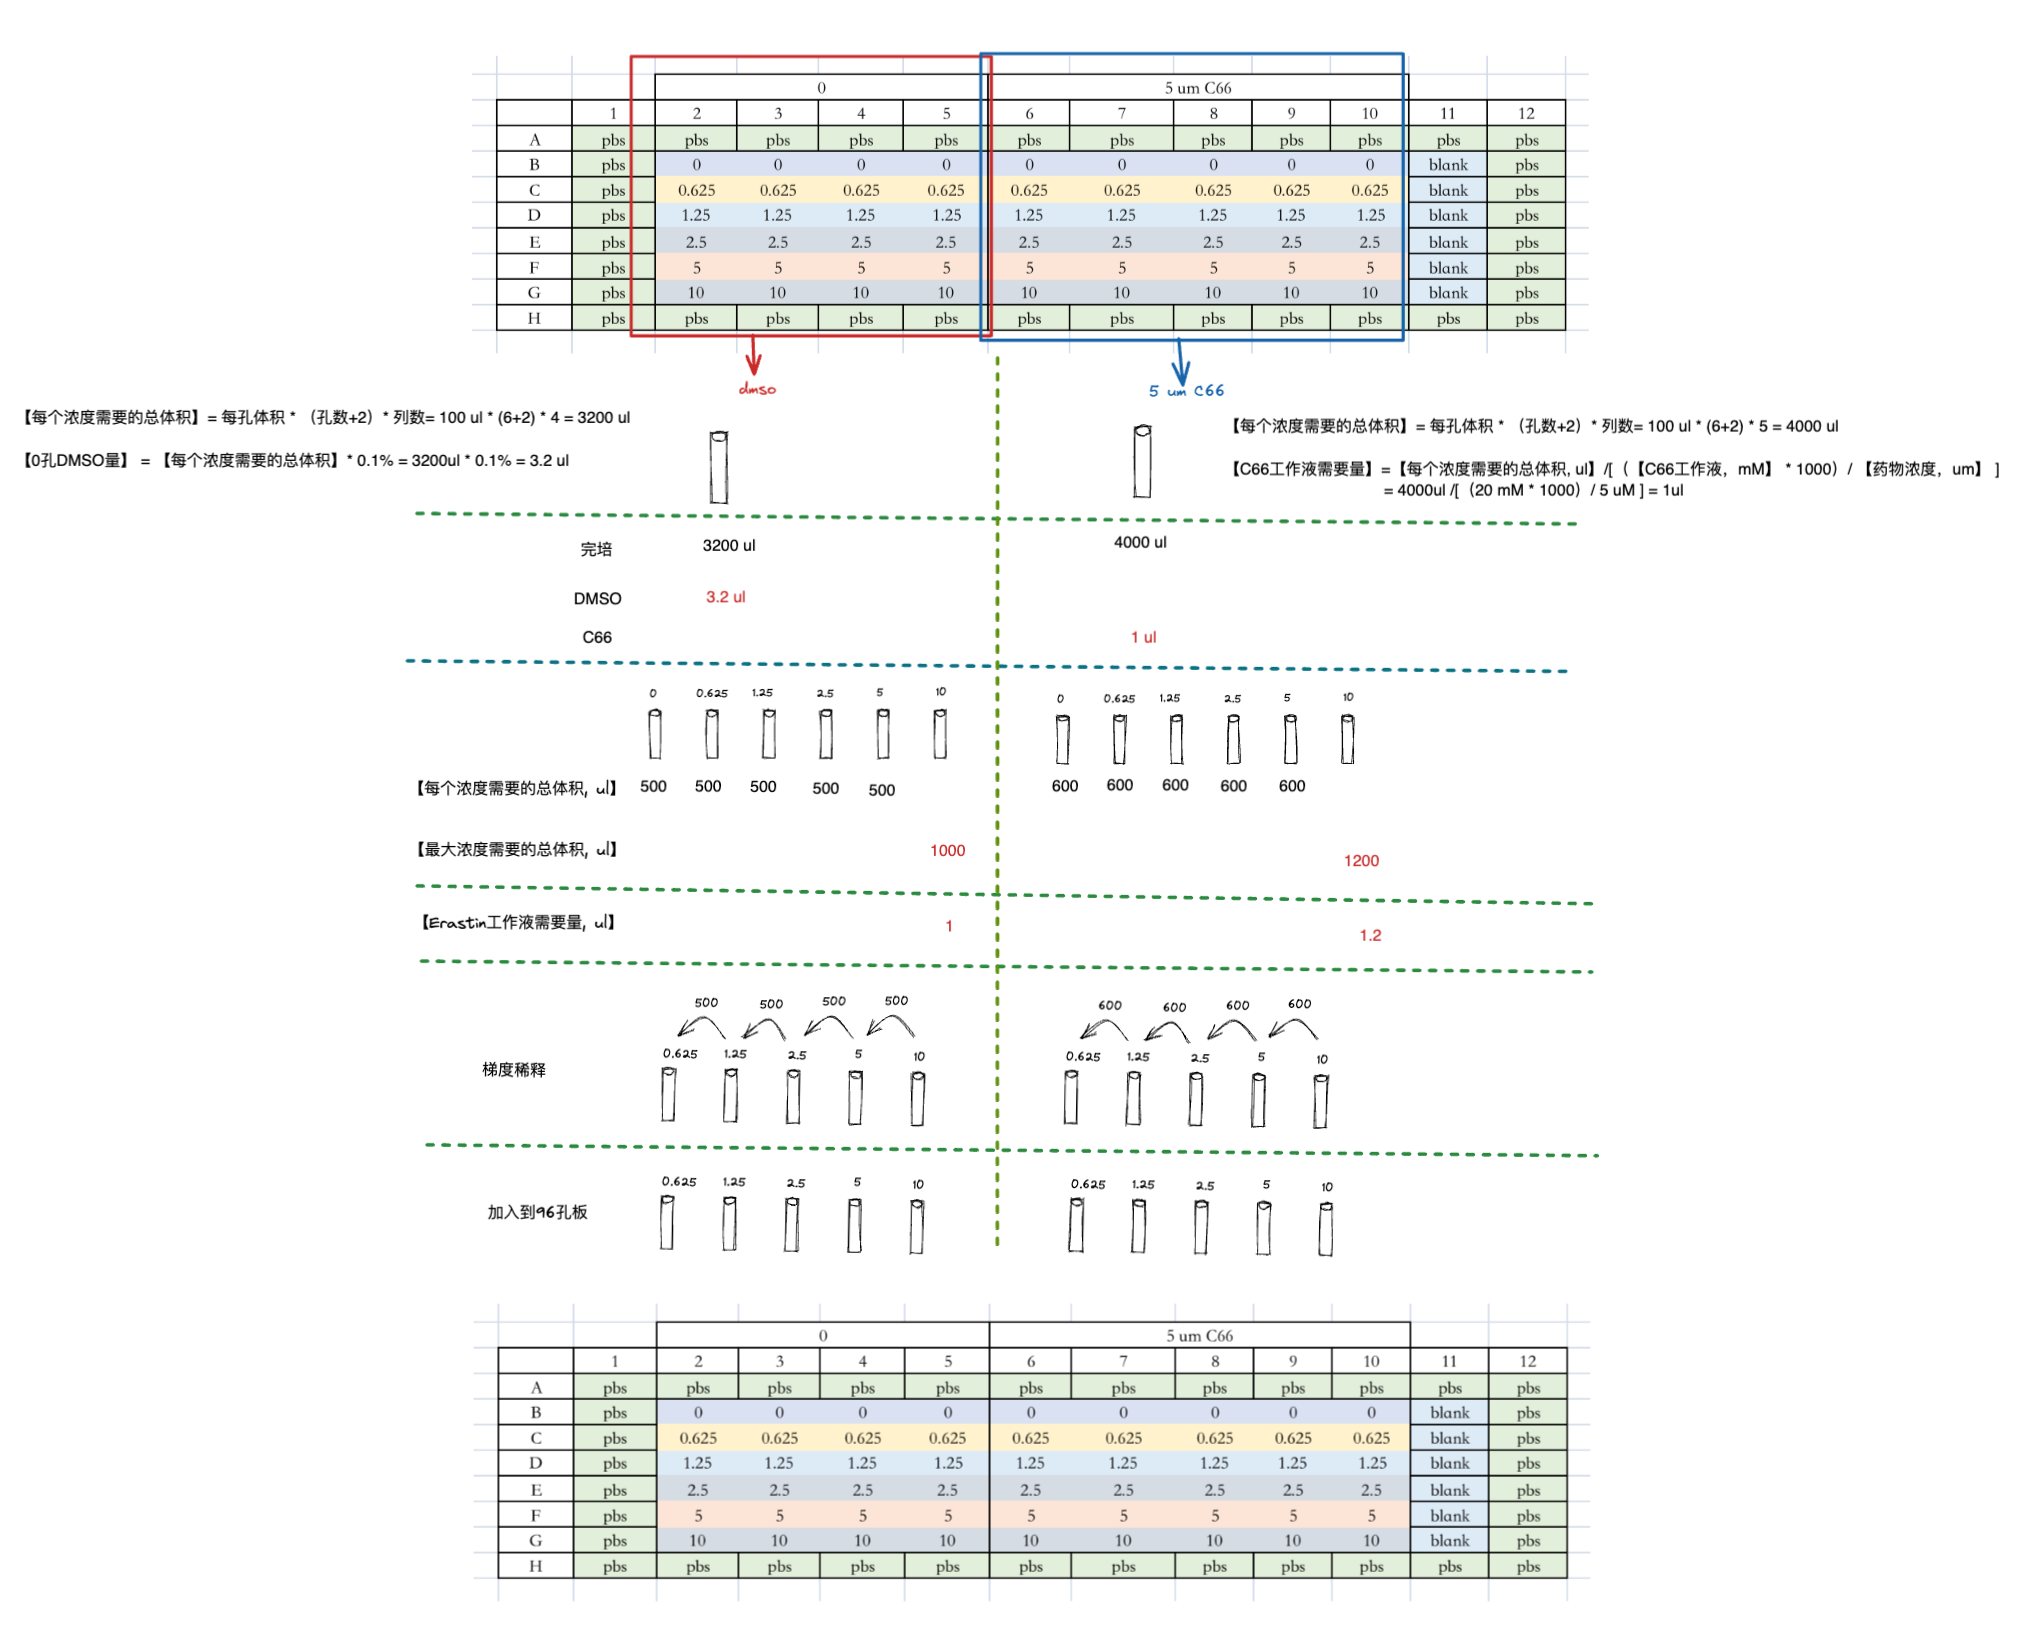 0 5 um C66
1 2 3 4 5 6 7 8 9 10 11 12
A pbs pbs pbs pbs pbs pbs pbs pbs pbs pbs pbs pbs
B pbs 0 0 0 0 0 0 0 0 0 blank pbs
C pbs 0.625 0.625 0.625 0.625 0.625 0.625 0.625 0.625 0.625 blank pbs
D pbs 1.25 1.25 1.25 1.25 1.25 1.25 1.25 1.25 1.25 blank pbs
E pbs 2.5 2.5 2.5 2.5 2.5 2.5 2.5 2.5 2.5 blank pbs
F pbs 5 5 5 5 5 5 5 5 5 blank pbs
G pbs 10 10 10 10 10 10 10 10 10 blank pbs
H pbs pbs pbs pbs pbs pbs pbs pbs pbs pbs pbs pbs
dmso
5 um C66
【每个浓度需要的总体积】= 每孔体积 * （孔数+2）* 列数= 100 ul * (6+2) * 4 = 3200 ul
【0孔DMSO量】 = 【每个浓度需要的总体积】* 0.1% = 3200ul * 0.1% = 3.2 ul
【每个浓度需要的总体积】= 每孔体积 * （孔数+2）* 列数= 100 ul * (6+2) * 5 = 4000 ul
【C66工作液需要量】=【每个浓度需要的总体积, ul】/[（【C66工作液，mM】 * 1000）/ 【药物浓度，um】 ]
= 4000ul /[（20 mM * 1000）/ 5 uM ] = 1ul
完培 3200 ul 4000 ul
DMSO 3.2 ul
C66 1 ul
0 0.625 1.25 2.5 5 10 0 0.625 1.25 2.5 5 10
【每个浓度需要的总体积, ul】 500 500 500 500 500 600 600 600 600 600
【最大浓度需要的总体积, ul】 1000 1200
【Erastin工作液需要量, ul】 1 1.2
500 500 500 500 600 600 600 600
0.625 1.25 2.5 5 10 0.625 1.25 2.5 5 10
梯度稀释
0.625 1.25 2.5 5 10 0.625 1.25 2.5 5 10
加入到96孔板
0 5 um C66
1 2 3 4 5 6 7 8 9 10 11 12
A pbs pbs pbs pbs pbs pbs pbs pbs pbs pbs pbs pbs
B pbs 0 0 0 0 0 0 0 0 0 blank pbs
C pbs 0.625 0.625 0.625 0.625 0.625 0.625 0.625 0.625 0.625 blank pbs
D pbs 1.25 1.25 1.25 1.25 1.25 1.25 1.25 1.25 1.25 blank pbs
E pbs 2.5 2.5 2.5 2.5 2.5 2.5 2.5 2.5 2.5 blank pbs
F pbs 5 5 5 5 5 5 5 5 5 blank pbs
G pbs 10 10 10 10 10 10 10 10 10 blank pbs
H pbs pbs pbs pbs pbs pbs pbs pbs pbs pbs pbs pbs